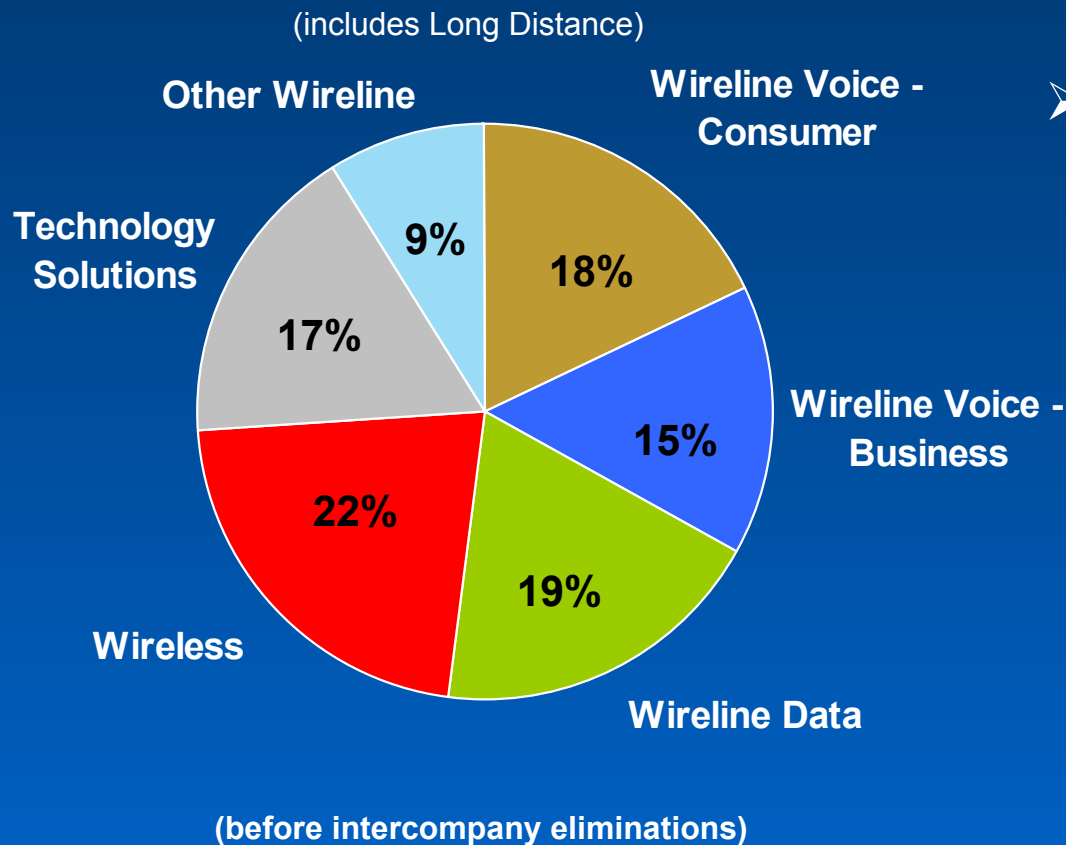 (includes Long Distance)
Other Wireline
Wireline Voice -
Consumer
Technology
Solutions
9%
18%
17%
Wireline Voice -
Business
15%
22%
19%
Wireless
Wireline Data
(before intercompany eliminations)